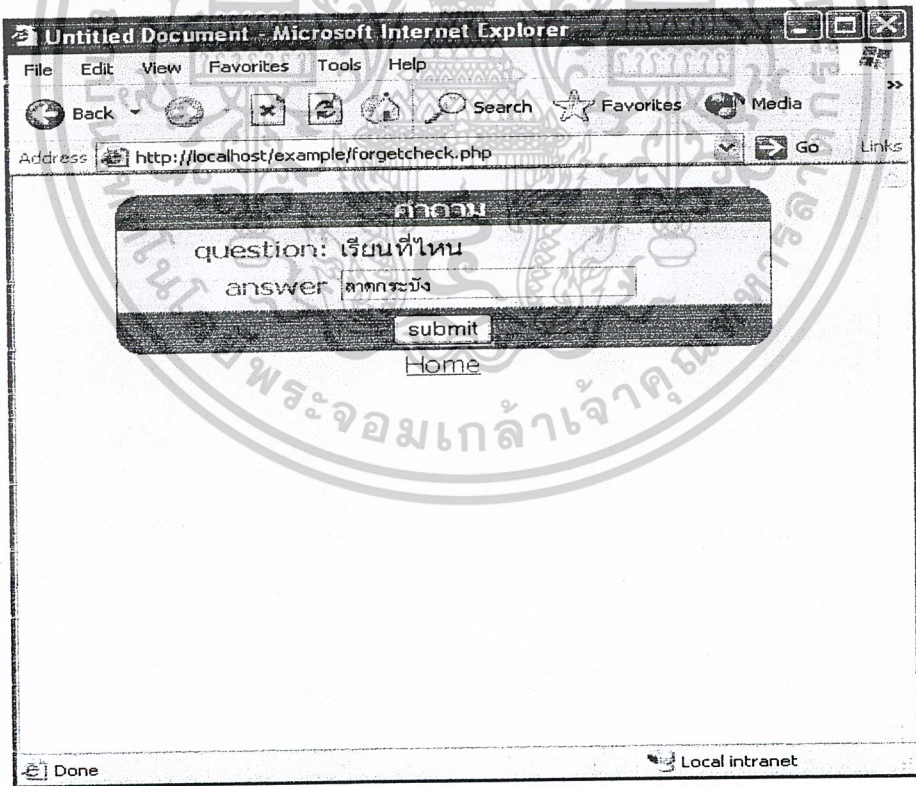 Untitled Document - Microsoft Internet Explorer
File Edit View Favorites Tools Help
Back Search Favorites Media
Address http://localhost/example/forgetcheck.php Go Links
คำถาม
question: เรียนที่ไหน
answer ลาดกระบัง
submit
Home
พระจอมเกล้าเจ้าคุณ
Done Local intranet